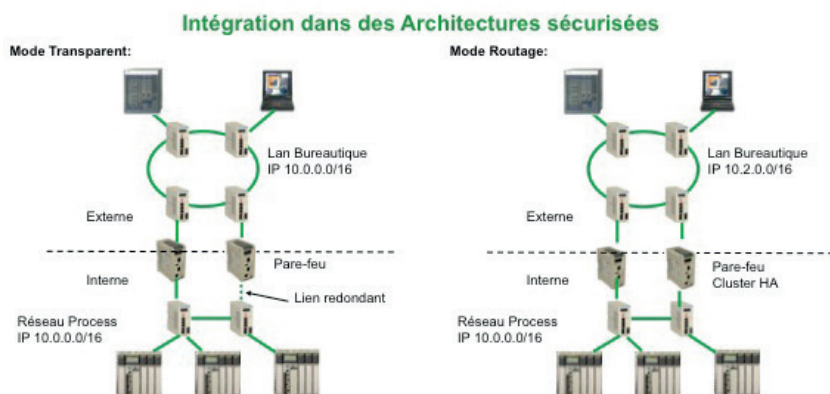 Intégration dans des Architectures sécurisées
Mode Transparent:
Lan Bureautique
IP 10.0.0.0/16
Externe
Interne
Pare-feu
Lien redondant
Réseau Process
IP 10.0.0.0/16
Mode Routage:
Lan Bureautique
IP 10.2.0.0/16
Externe
Interne
Pare-feu
Cluster HA
Réseau Process
IP 10.0.0.0/16